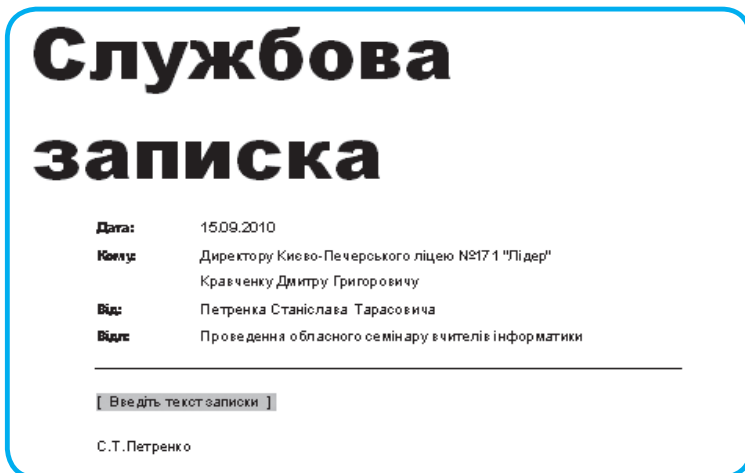 Службова
записка
Дата: 15.09.2010
Кому: Директору Києво-Печерського ліцею №171 "Лідер"
Кравченку Дмитру Григоровичу
Від: Петренка Станіслава Тарасовича
Відп: Проведення обласного семінару вчителів інформатики
[ Введіть текст записки ]
С.Т.Петренко